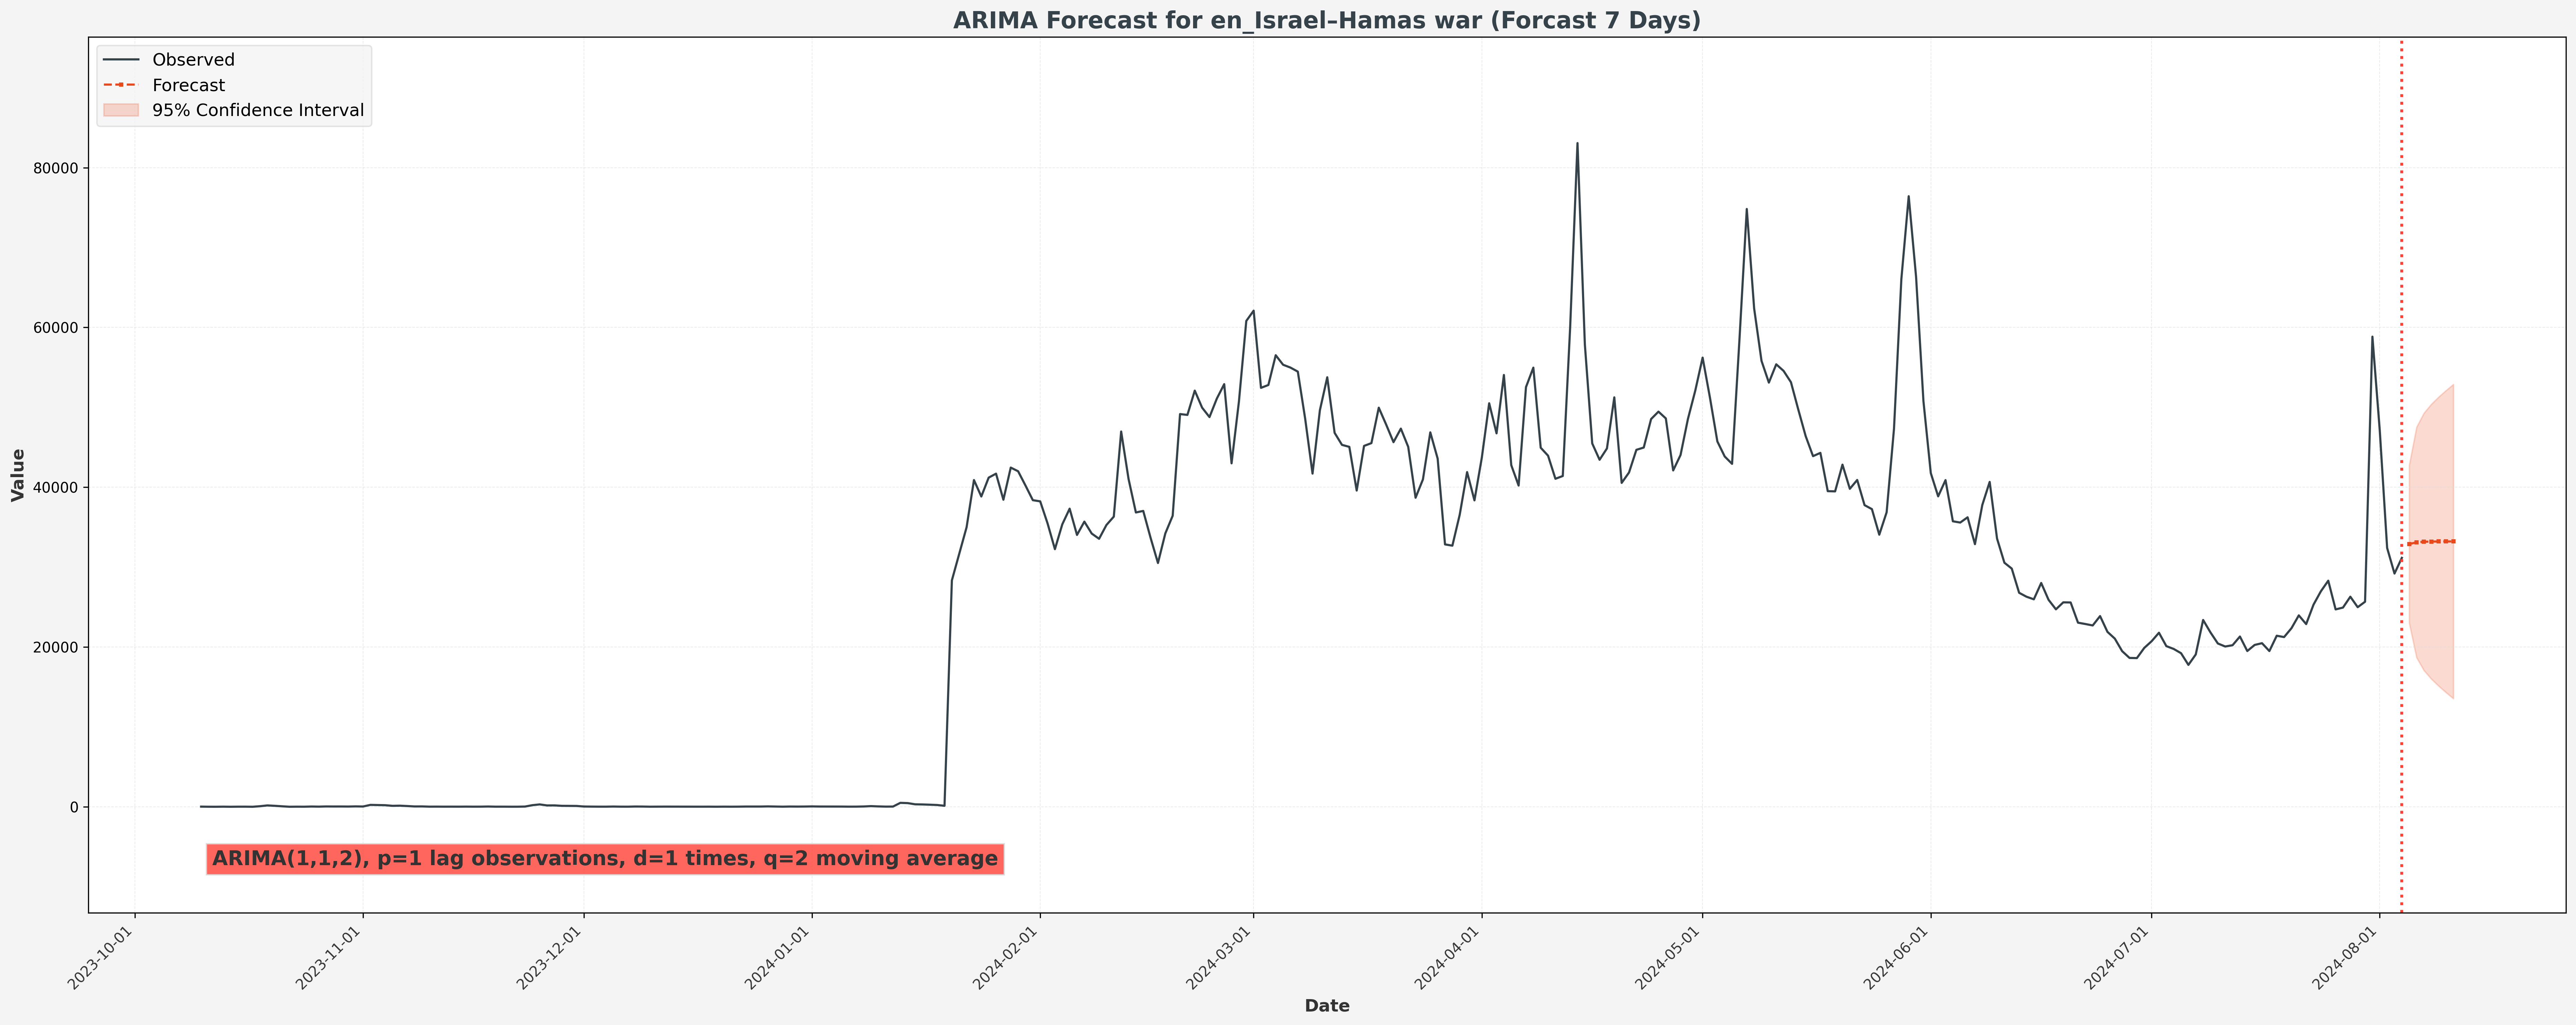 ARIMA Forecast for en_Israel–Hamas war (Forcast 7 Days)
Observed
Forecast
95% Confidence Interval
Value
80000
60000
40000
20000
0
ARIMA(1,1,2), p=1 lag observations, d=1 times, q=2 moving average
2023-10-01
2023-11-01
2023-12-01
2024-01-01
2024-02-01
2024-03-01
2024-04-01
2024-05-01
2024-06-01
2024-07-01
2024-08-01
Date